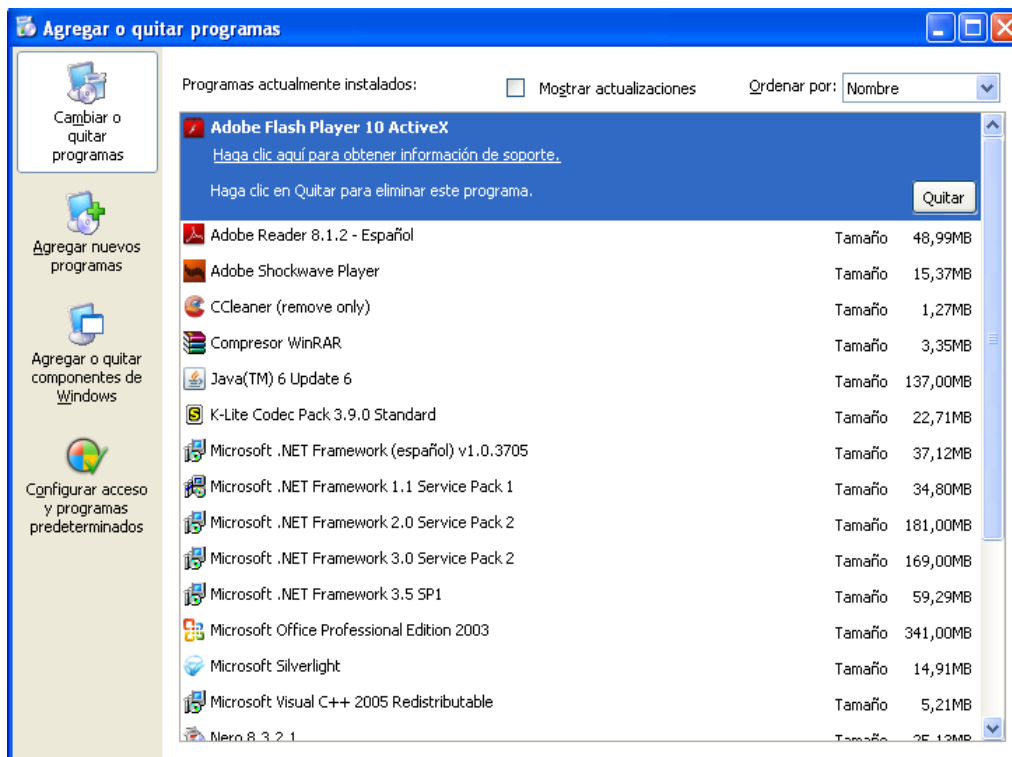 Agregar o quitar programas
Cambiar o
quitar
programas
Agregar nuevos
programas
Agregar o quitar
componentes de
Windows
Configurar acceso
y programas
predeterminados
Programas actualmente instalados: Mostrar actualizaciones Ordenar por: Nombre
Adobe Flash Player 10 ActiveX
Haga clic aquí para obtener información de soporte.
Haga clic en Quitar para eliminar este programa. Quitar
Adobe Reader 8.1.2 - Español Tamaño 48,99MB
Adobe Shockwave Player Tamaño 15,37MB
CCleaner (remove only) Tamaño 1,27MB
Compresor WinRAR Tamaño 3,35MB
Java(TM) 6 Update 6 Tamaño 137,00MB
K-Lite Codec Pack 3.9.0 Standard Tamaño 22,71MB
Microsoft .NET Framework (español) v1.0.3705 Tamaño 37,12MB
Microsoft .NET Framework 1.1 Service Pack 1 Tamaño 34,80MB
Microsoft .NET Framework 2.0 Service Pack 2 Tamaño 181,00MB
Microsoft .NET Framework 3.0 Service Pack 2 Tamaño 169,00MB
Microsoft .NET Framework 3.5 SP1 Tamaño 59,29MB
Microsoft Office Professional Edition 2003 Tamaño 341,00MB
Microsoft Silverlight Tamaño 14,91MB
Microsoft Visual C++ 2005 Redistributable Tamaño 5,21MB
Nero 8.3.2.1 Tamaño 25,13MB